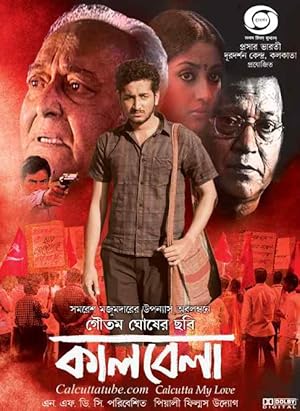 প্রসার ভারতী
দূরদর্শন কেন্দ্র, কলকাতা
প্রযোজিত
সমরেশ মজুমদারের উপন্যাস অবলম্বনে
গৌতম ঘোষের ছবি
কালবেলা
Calcuttatube.com Calcutta My Love
এন এফ ডি সি পরিবেশিত পিয়ালী ফিল্মস উদ্যোগ
DOLBY
DIGITAL